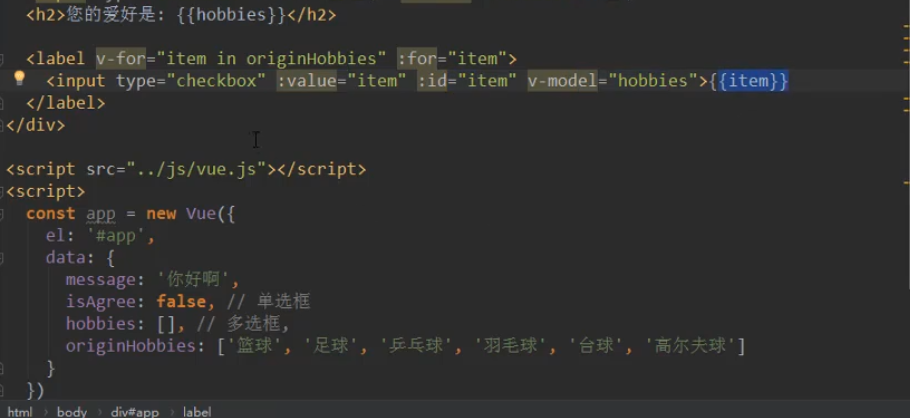 <h2>您的爱好是: {{hobbies}}</h2>
<label v-for="item in originHobbies" :for="item">
<input type="checkbox" :value="item" :id="item" v-model="hobbies">{{item}}
</label>
</div>
<script src="../js/vue.js"></script>
<script>
const app = new Vue({
el: '#app',
data: {
message: '你好啊',
isAgree: false, // 单选框
hobbies: [], // 多选框,
originHobbies: ['篮球', '足球', '乒乓球', '羽毛球', '台球', '高尔夫球']
}
})
html › body › div#app › label